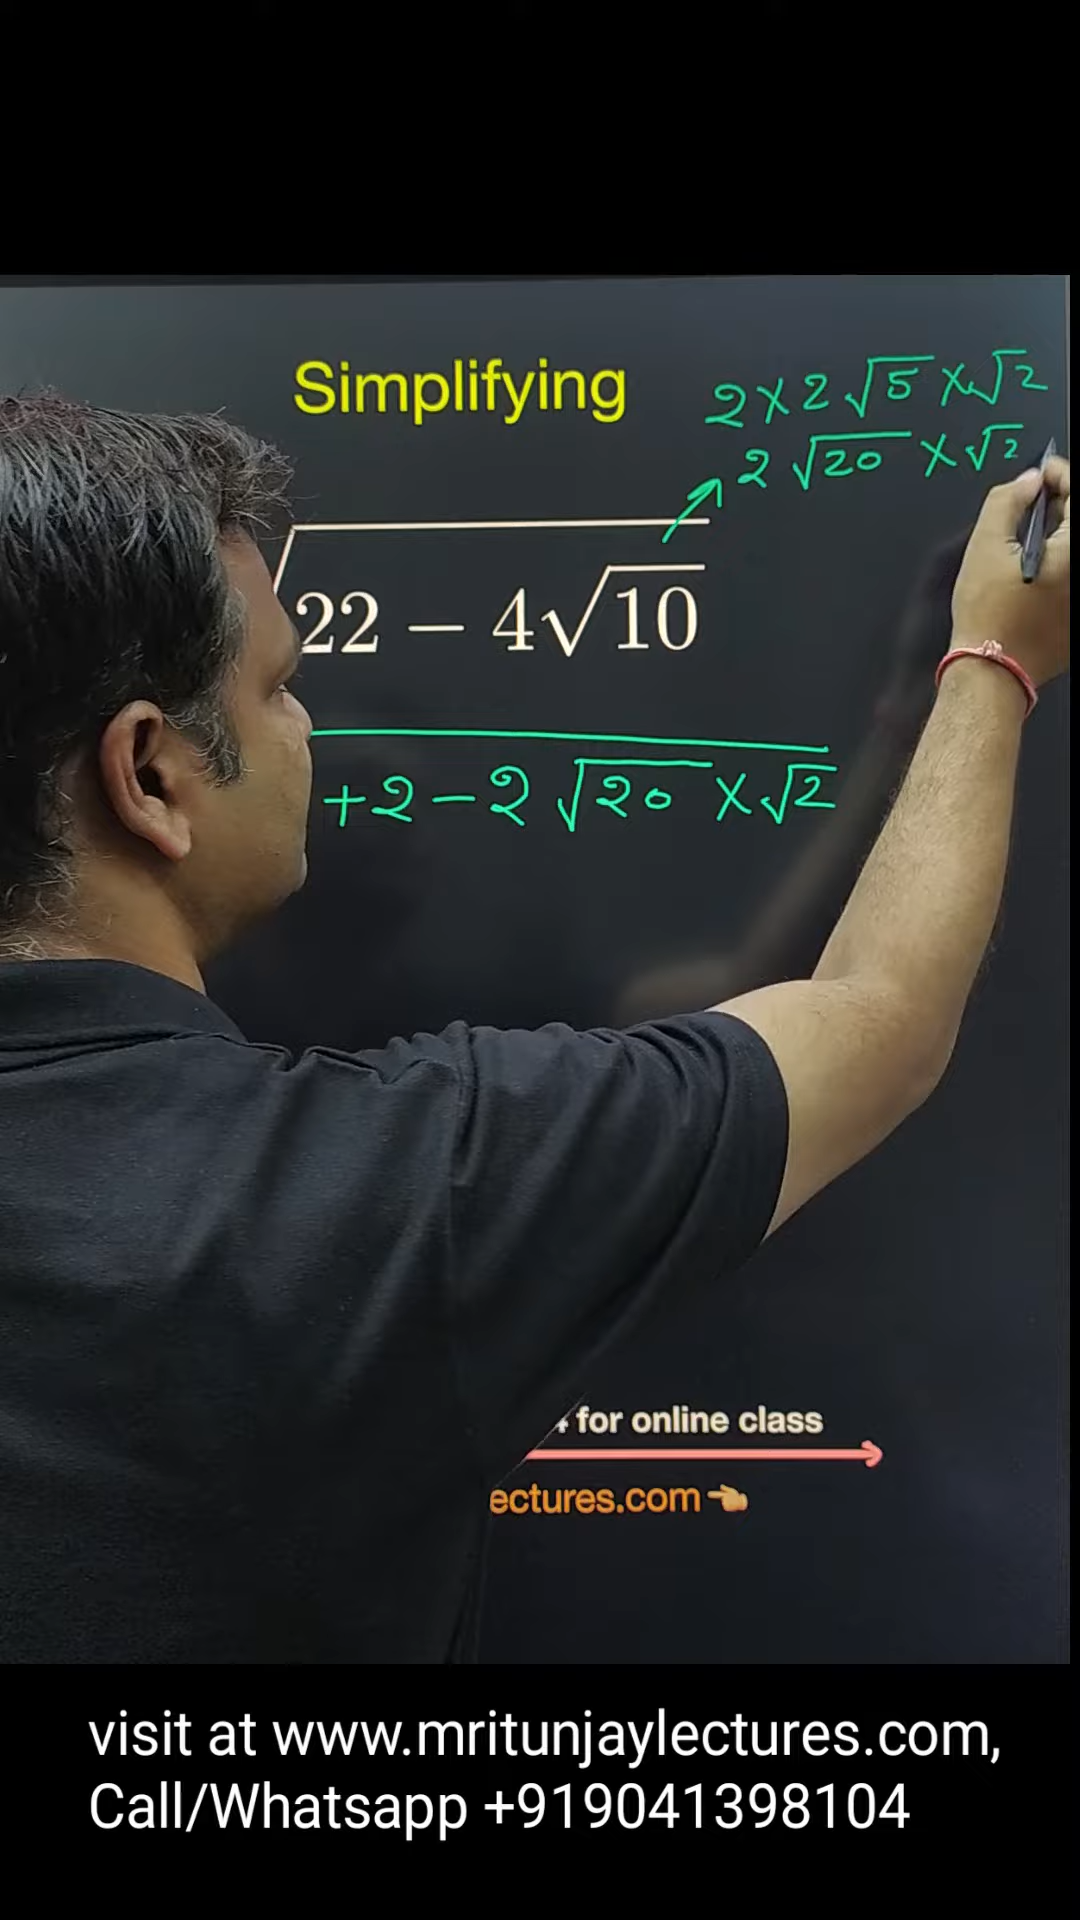 Simplifying
2 × 2 √5 × √2
2 √20 × √2
√22 − 4√10
+2 − 2 √20 × √2
for online class
ectures.com 👈
visit at www.mritunjaylectures.com,
Call/Whatsapp +919041398104